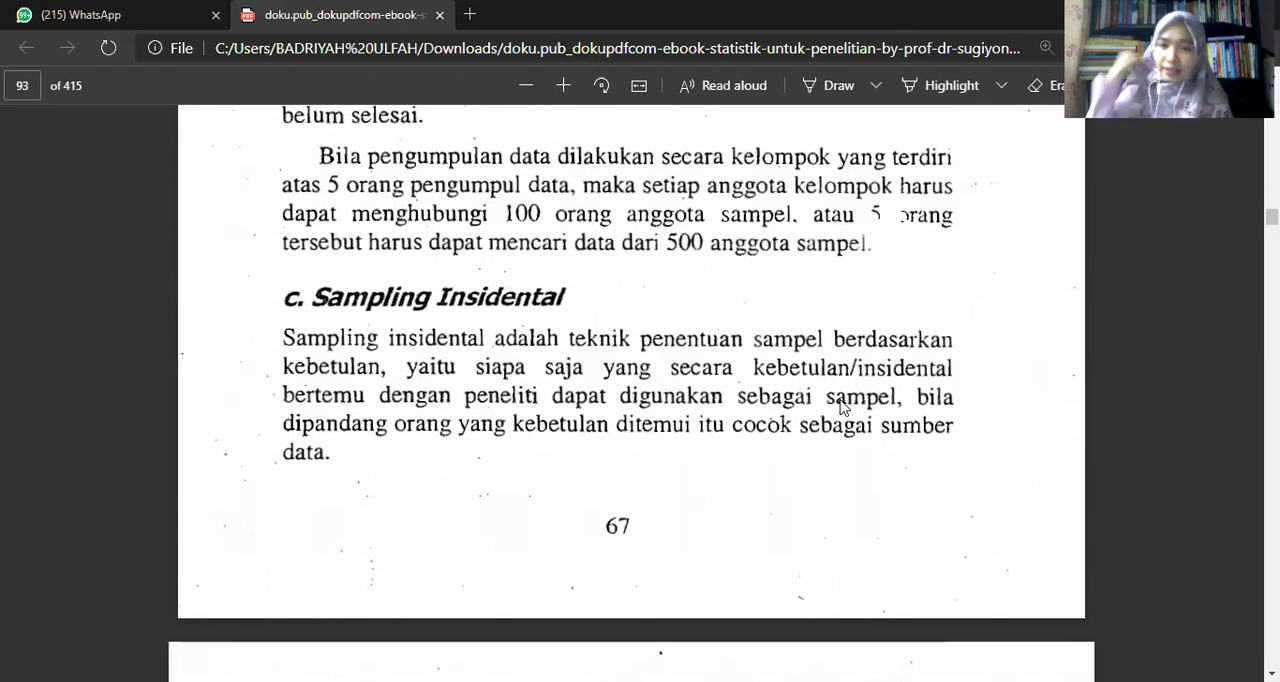 99+
(215) WhatsApp
doku.pub_dokupdfcom-ebook-s
File
C:/Users/BADRIYAH%20ULFAH/Downloads/doku.pub_dokupdfcom-ebook-statistik-untuk-penelitian-by-prof-dr-sugiyon...
93 of 415
Read aloud
Draw
Highlight
Era
belum selesai.
Bila pengumpulan data dilakukan secara kelompok yang terdiri
atas 5 orang pengumpul data, maka setiap anggota kelompok harus
dapat menghubungi 100 orang anggota sampel. atau 5 orang
tersebut harus dapat mencari data dari 500 anggota sampel.
c. Sampling Insidental
Sampling insidental adalah teknik penentuan sampel berdasarkan
kebetulan, yaitu siapa saja yang secara kebetulan/insidental
bertemu dengan peneliti dapat digunakan sebagai sampel, bila
dipandang orang yang kebetulan ditemui itu cocok sebagai sumber
data.
67